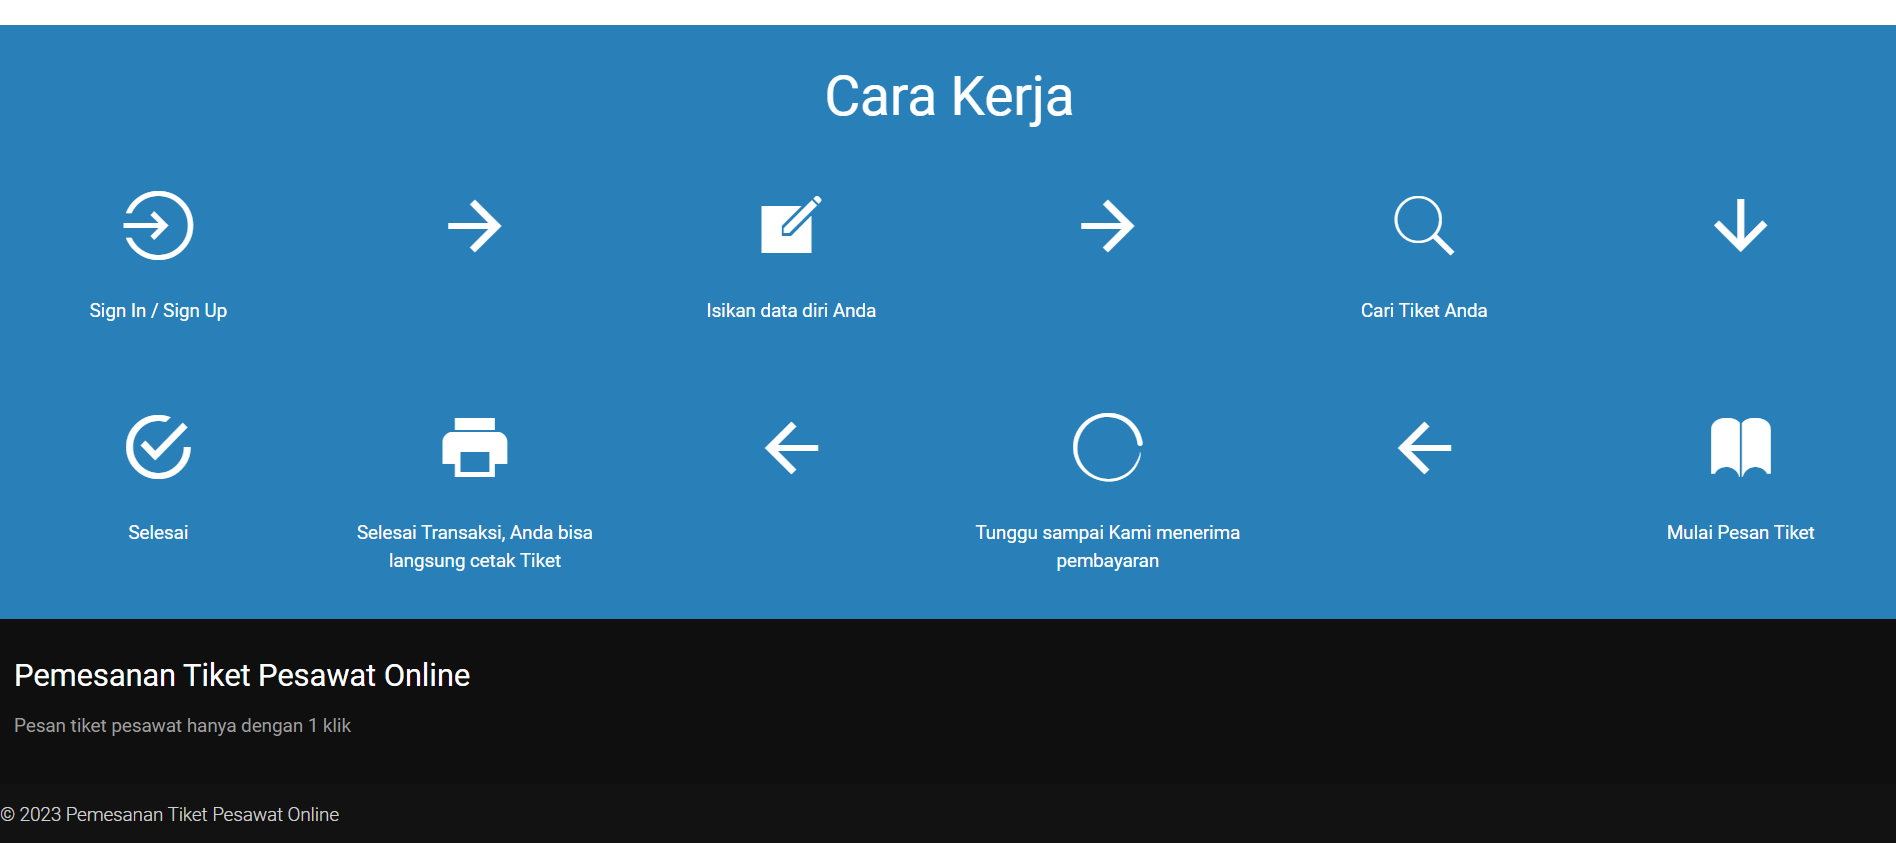 Cara Kerja
Sign In / Sign Up
Isikan data diri Anda
Cari Tiket Anda
Selesai
Selesai Transaksi, Anda bisa
langsung cetak Tiket
Tunggu sampai Kami menerima
pembayaran
Mulai Pesan Tiket
Pemesanan Tiket Pesawat Online
Pesan tiket pesawat hanya dengan 1 klik
© 2023 Pemesanan Tiket Pesawat Online